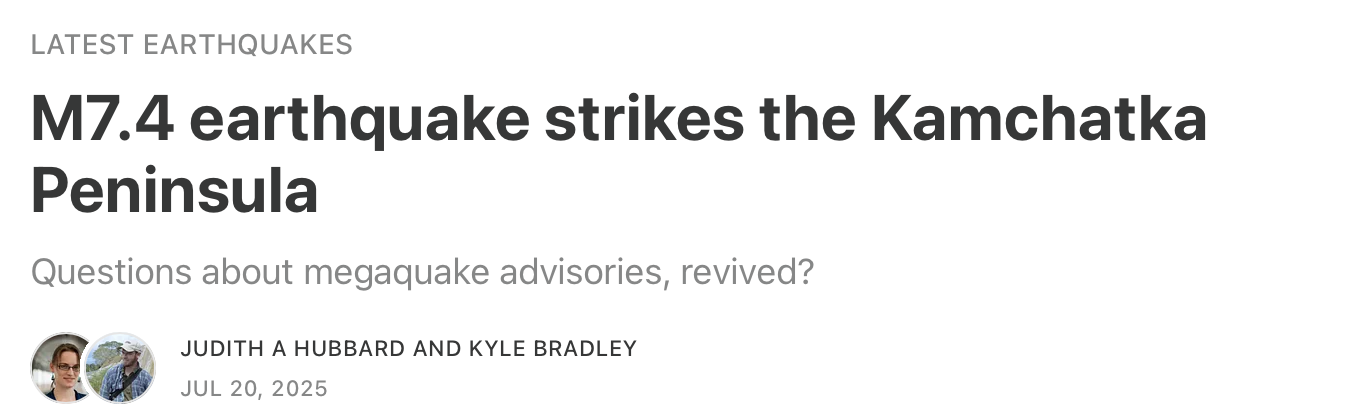 LATEST EARTHQUAKES
M7.4 earthquake strikes the Kamchatka
Peninsula
Questions about megaquake advisories, revived?
JUDITH A HUBBARD AND KYLE BRADLEY
JUL 20, 2025